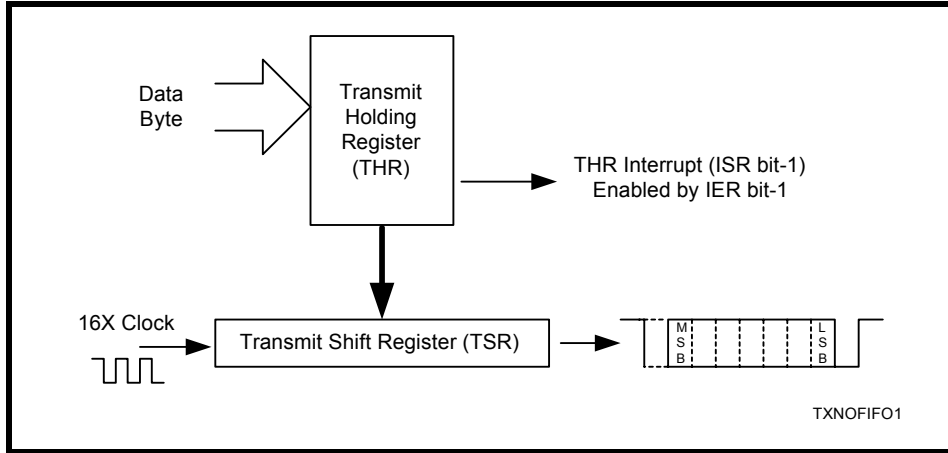 Data
Byte
Transmit
Holding
Register
(THR)
THR Interrupt (ISR bit-1)
Enabled by IER bit-1
16X Clock
Transmit Shift Register (TSR)
M
S
B
L
S
B
TXNOFIFO1